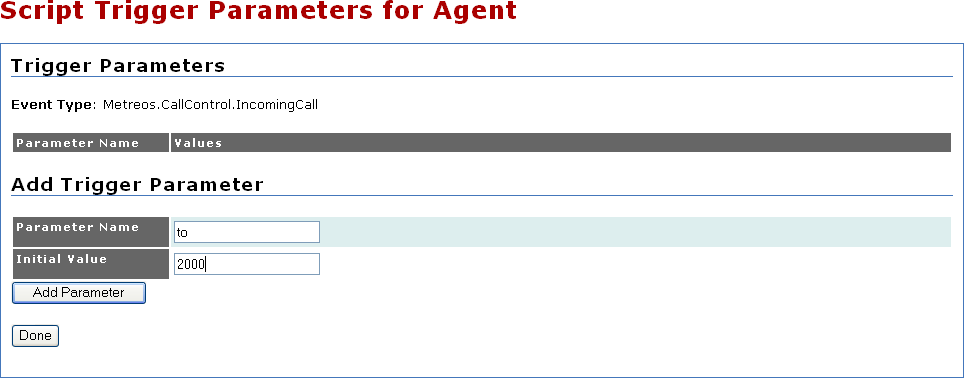 Script Trigger Parameters for Agent
Trigger Parameters
Event Type: Metreos.CallControl.IncomingCall
Parameter Name Values
Add Trigger Parameter
Parameter Name to
Initial Value 2000
Add Parameter
Done